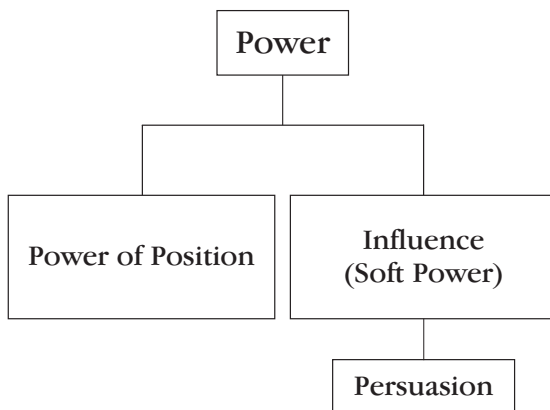 Power
Power of Position
Influence
(Soft Power)
Persuasion